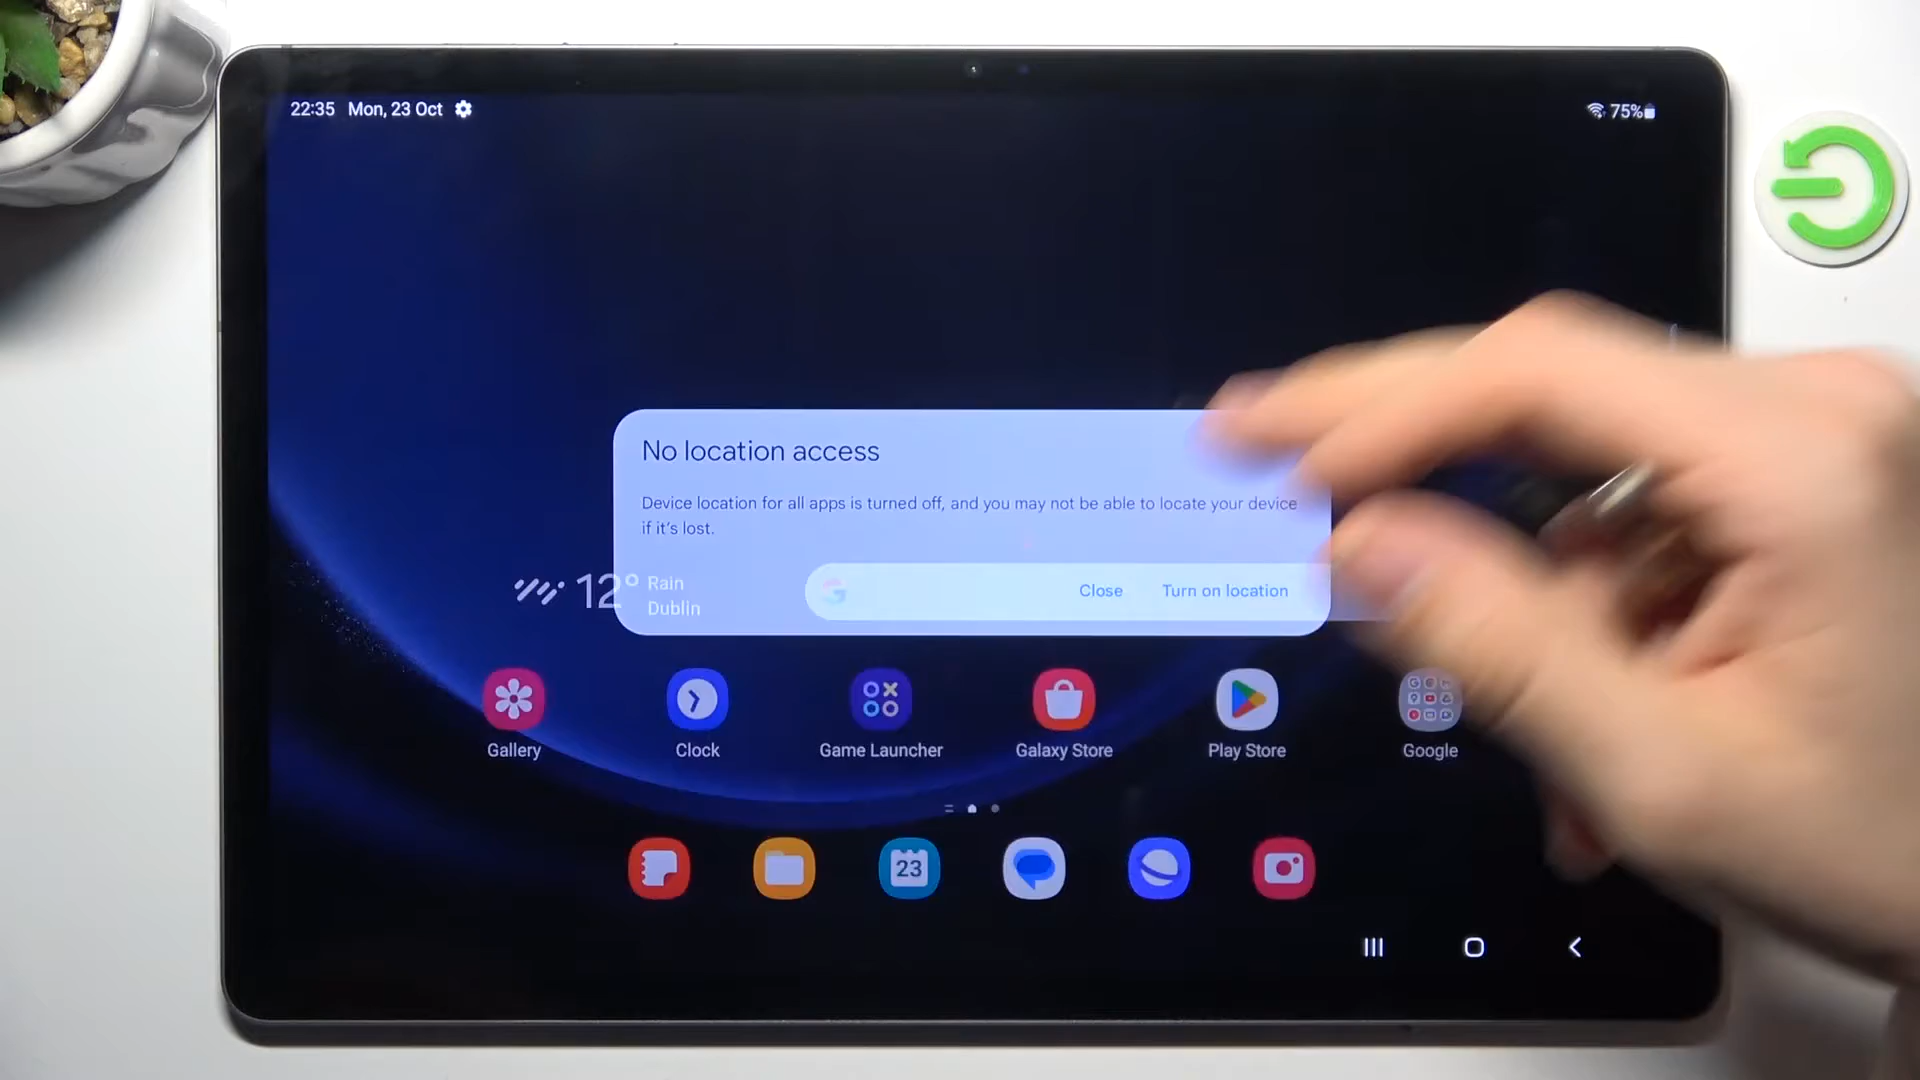 22:35 Mon, 23 Oct
75%
No location access
Device location for all apps is turned off, and you may not be able to locate your device
if it's lost.
12° Rain
Dublin
Close Turn on location
Gallery Clock Game Launcher Galaxy Store Play Store Google
23